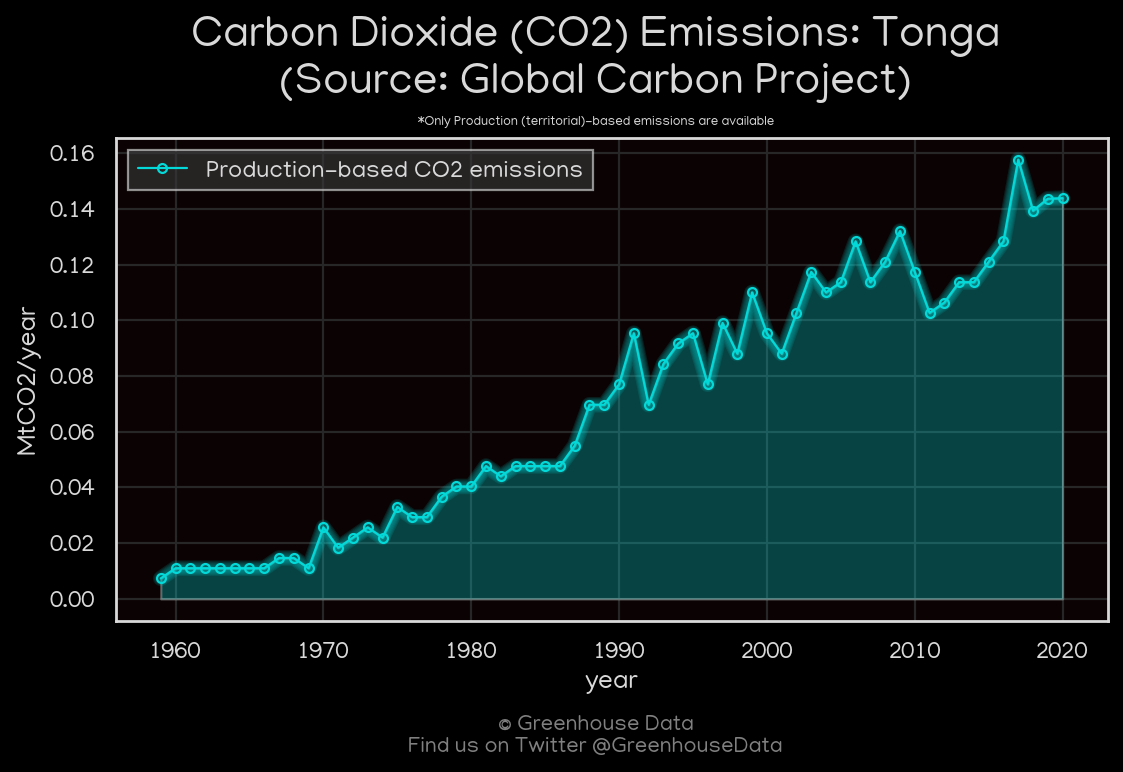 Carbon Dioxide (CO2) Emissions: Tonga
(Source: Global Carbon Project)
*Only Production (territorial)-based emissions are available
Production-based CO2 emissions
MtCO2/year
0.16
0.14
0.12
0.10
0.08
0.06
0.04
0.02
0.00
1960 1970 1980 1990 2000 2010 2020
year
© Greenhouse Data
Find us on Twitter @GreenhouseData